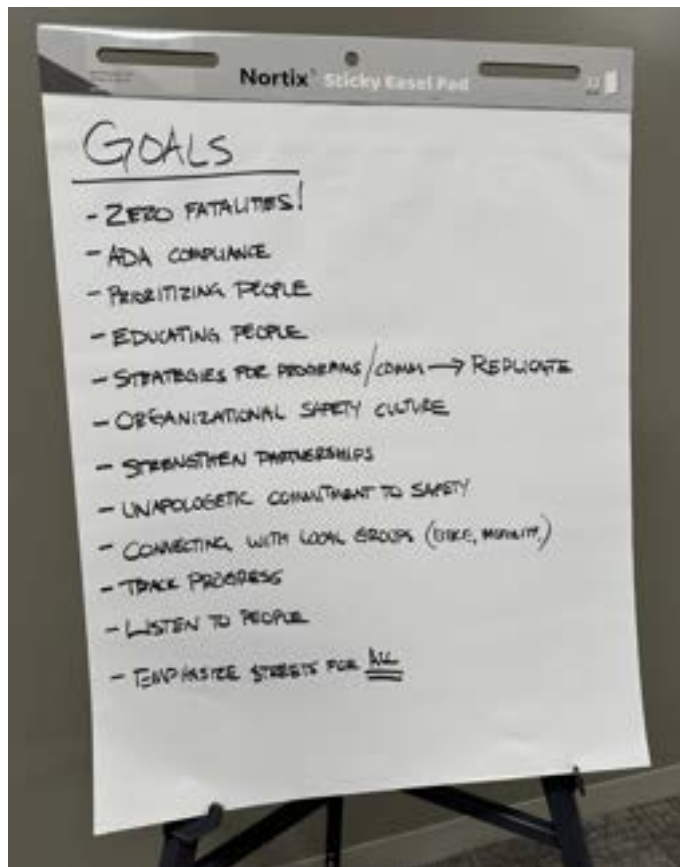 Nortix Sticky Easel Pad
GOALS
- ZERO FATALITIES!
- ADA COMPLIANCE
- PRIORITIZING PEOPLE
- EDUCATING PEOPLE
- STRATEGIES FOR PROGRAMS/COMM → REPLICATE
- ORGANIZATIONAL SAFETY CULTURE
- STRENGTHEN PARTNERSHIPS
- UNAPOLOGETIC COMMITMENT TO SAFETY
- CONNECTING WITH LOCAL GROUPS (BIKE, MOBILITY,)
- TRACK PROGRESS
- LISTEN TO PEOPLE
- EMPHASIZE STREETS FOR ALL